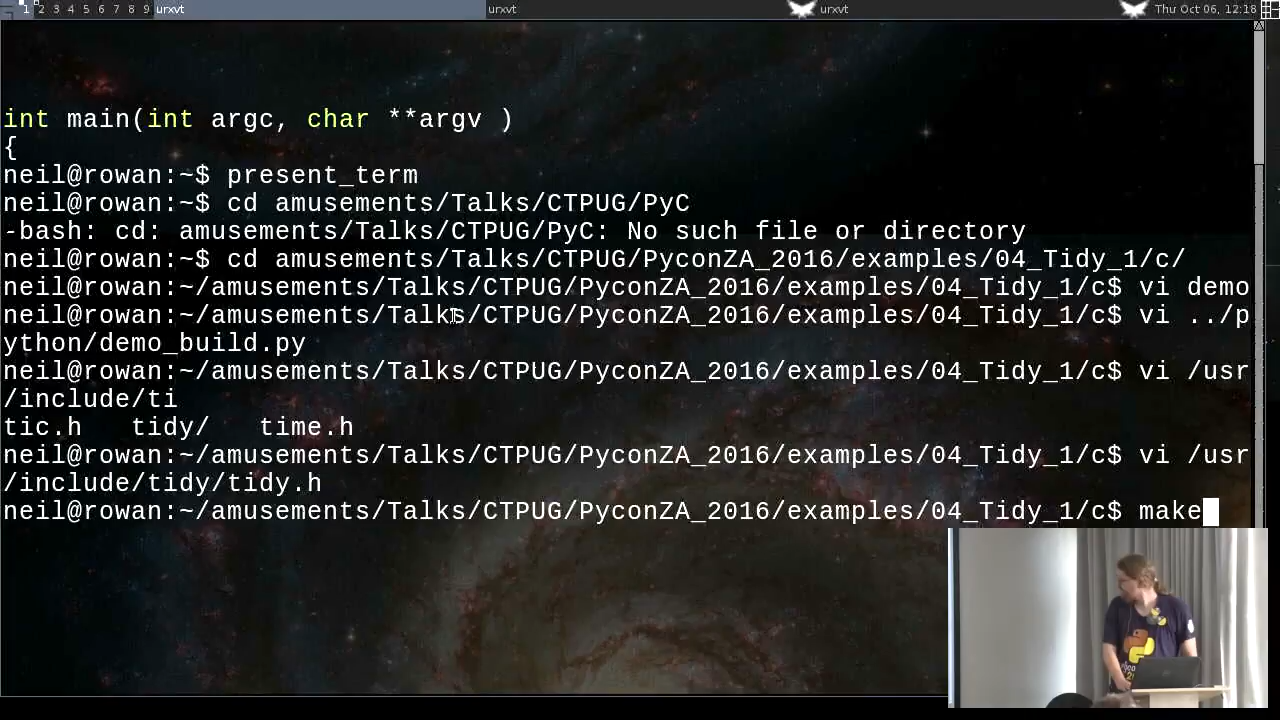 1 2 3 4 5 6 7 8 9 urxvt urxvt urxvt Thu Oct 06, 12:18
int main(int argc, char **argv )
{
neil@rowan:~$ present_term
neil@rowan:~$ cd amusements/Talks/CTPUG/PyC
-bash: cd: amusements/Talks/CTPUG/PyC: No such file or directory
neil@rowan:~$ cd amusements/Talks/CTPUG/PyconZA_2016/examples/04_Tidy_1/c/
neil@rowan:~/amusements/Talks/CTPUG/PyconZA_2016/examples/04_Tidy_1/c$ vi demo
neil@rowan:~/amusements/Talks/CTPUG/PyconZA_2016/examples/04_Tidy_1/c$ vi ../p
ython/demo_build.py
neil@rowan:~/amusements/Talks/CTPUG/PyconZA_2016/examples/04_Tidy_1/c$ vi /usr
/include/ti
tic.h tidy/ time.h
neil@rowan:~/amusements/Talks/CTPUG/PyconZA_2016/examples/04_Tidy_1/c$ vi /usr
/include/tidy/tidy.h
neil@rowan:~/amusements/Talks/CTPUG/PyconZA_2016/examples/04_Tidy_1/c$ make